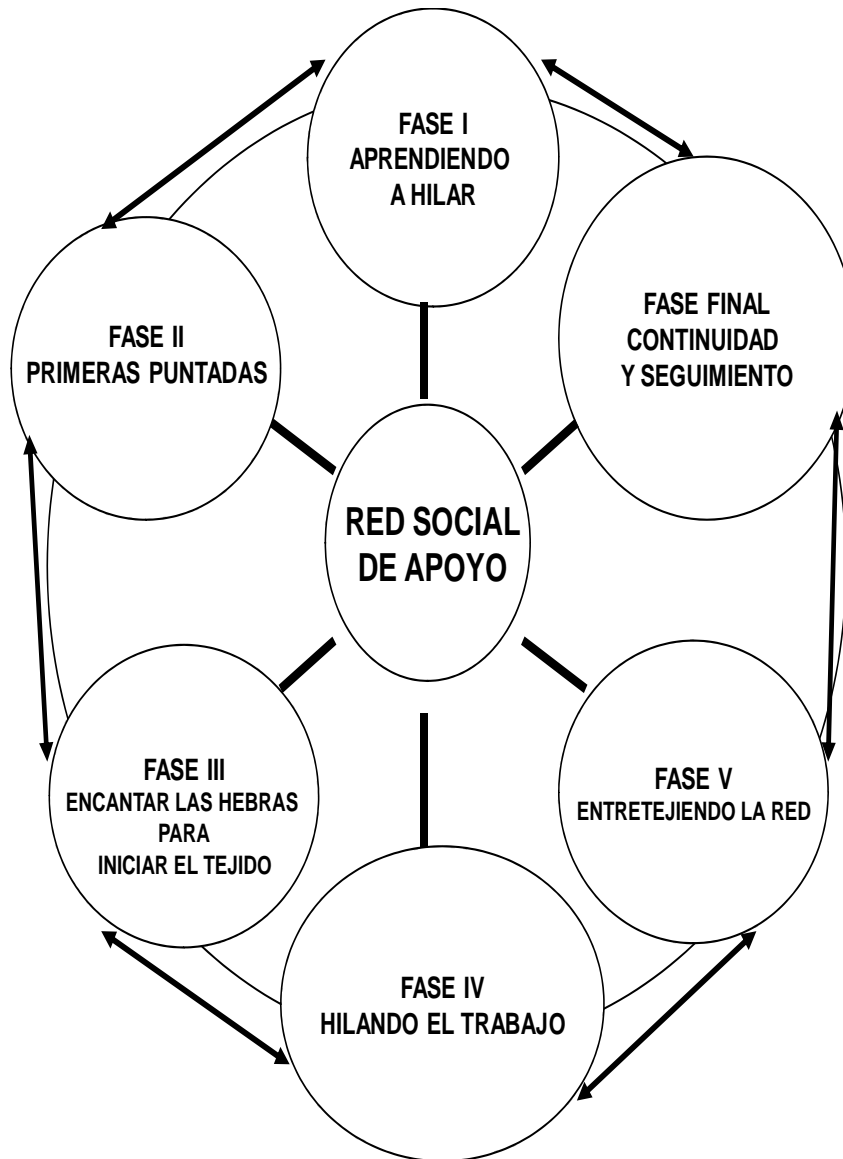 FASE I
APRENDIENDO
A HILAR
FASE II
PRIMERAS PUNTADAS
FASE FINAL
CONTINUIDAD
Y SEGUIMIENTO
RED SOCIAL
DE APOYO
FASE III
ENCANTAR LAS HEBRAS
PARA
INICIAR EL TEJIDO
FASE V
ENTRETEJIENDO LA RED
FASE IV
HILANDO EL TRABAJO